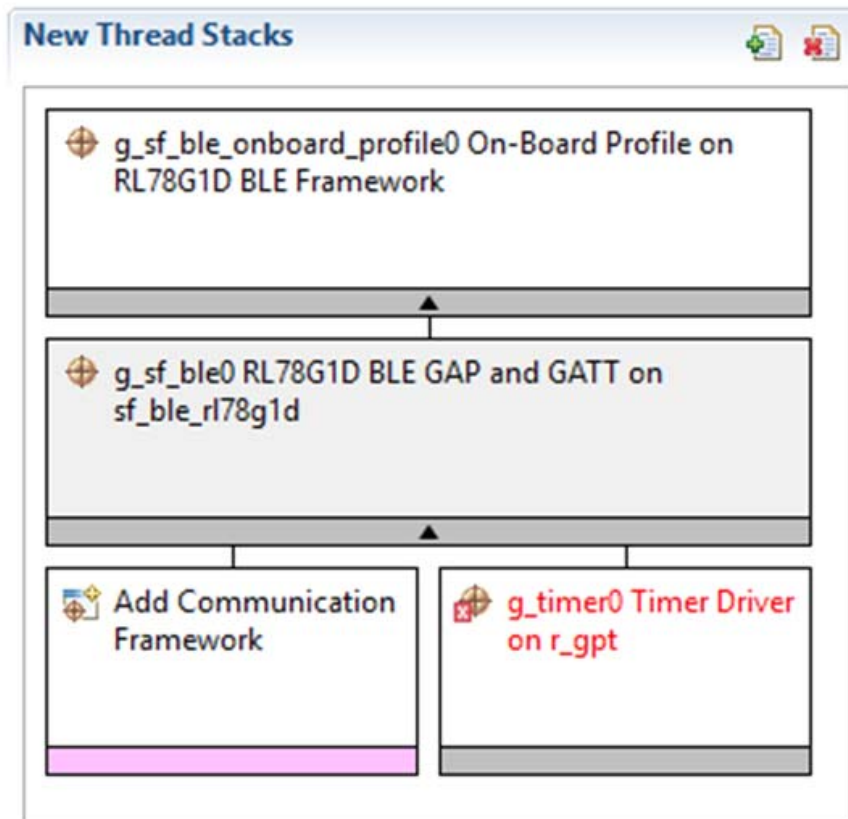 New Thread Stacks
g_sf_ble_onboard_profile0 On-Board Profile on
RL78G1D BLE Framework
g_sf_ble0 RL78G1D BLE GAP and GATT on
sf_ble_rl78g1d
Add Communication
Framework
g_timer0 Timer Driver
on r_gpt